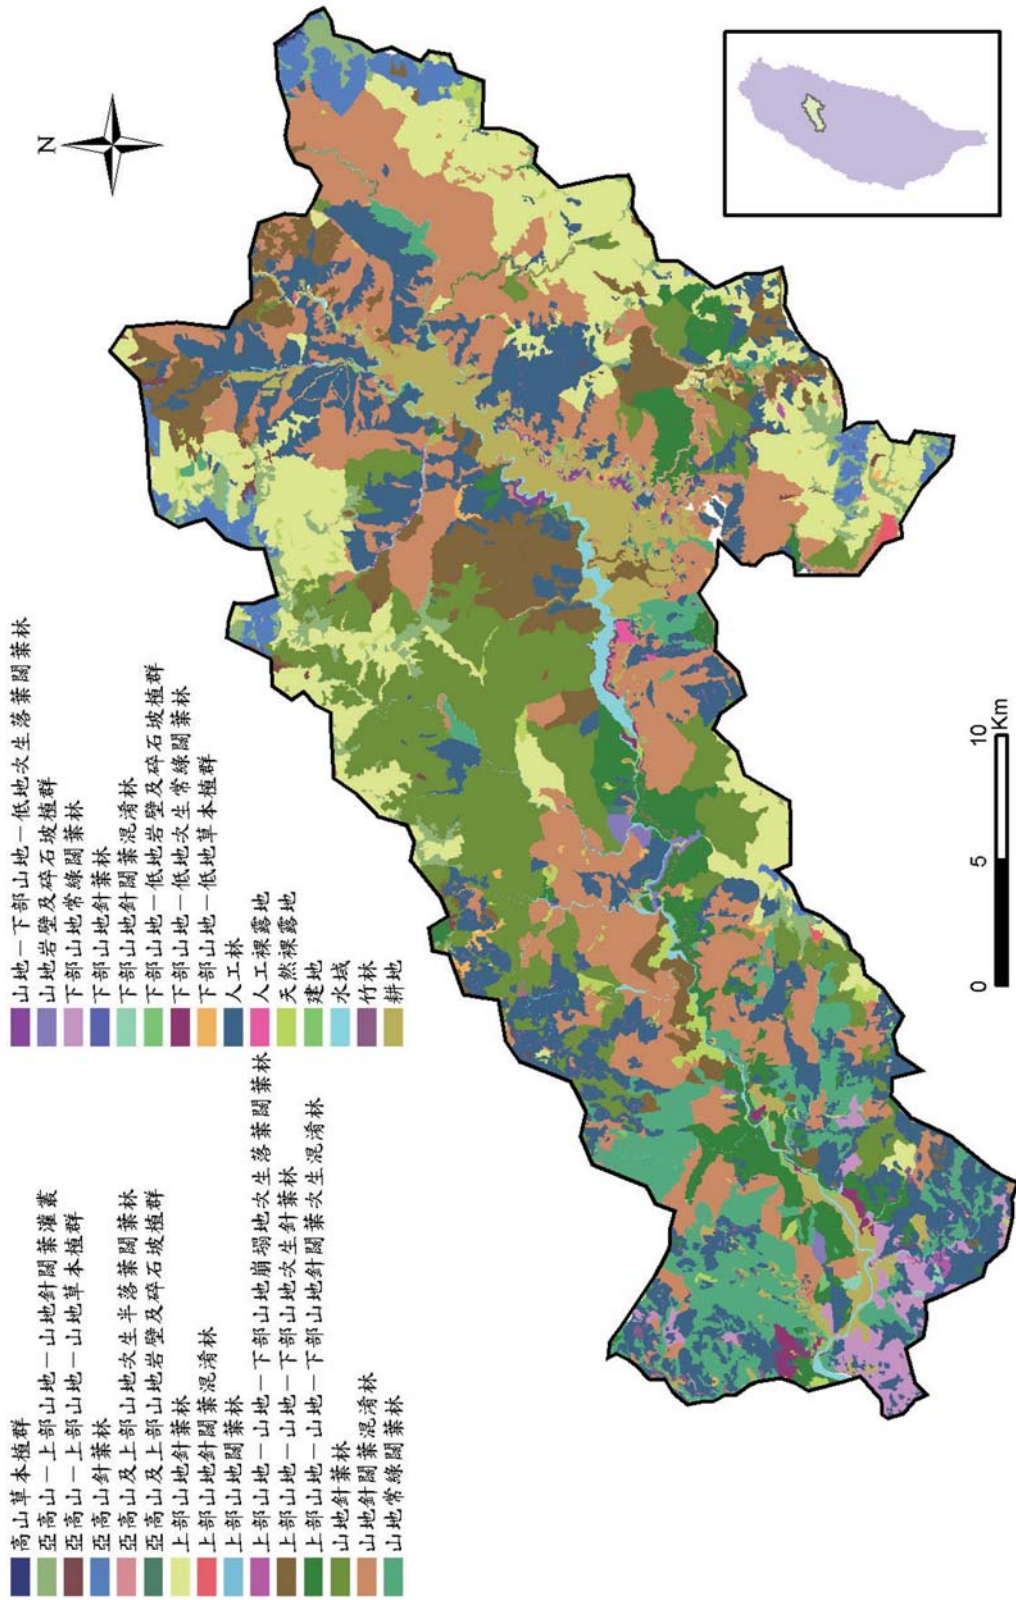 高山草本植群
亞高山－上部山地－山地針闊葉灌叢
亞高山－上部山地－山地草本植群
亞高山針葉林
亞高山及上部山地次生半落葉闊葉林
亞高山及上部山地岩壁及碎石坡植群
上部山地針葉林
上部山地針闊葉混淆林
上部山地闊葉林
上部山地－山地－下部山地崩塌地次生落葉闊葉林
上部山地－山地－下部山地次生針葉林
上部山地－山地－下部山地針闊葉次生混淆林
山地針葉林
山地針闊葉混淆林
山地常綠闊葉林
山地－下部山地－低地次生落葉闊葉林
山地岩壁及碎石坡植群
下部山地常綠闊葉林
下部山地針葉林
下部山地針闊葉混淆林
下部山地－低地岩壁及碎石坡植群
下部山地－低地次生常綠闊葉林
下部山地－低地草本植群
人工林
人工裸露地
天然裸露地
建地
水域
竹林
耕地
N
0 5 10 Km